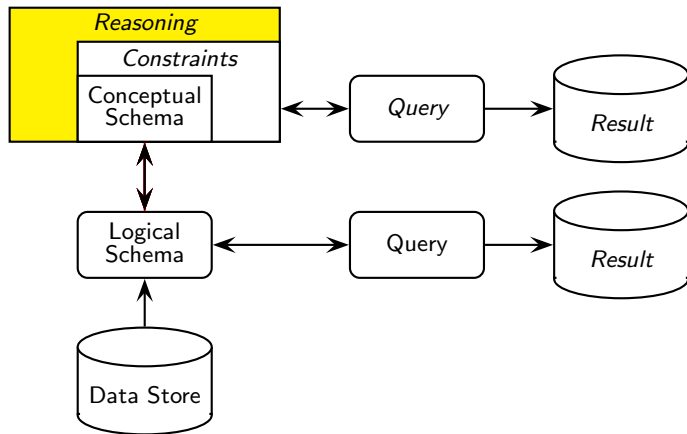 Reasoning
Constraints
Conceptual
Schema
Query
Result
Logical
Schema
Query
Result
Data Store